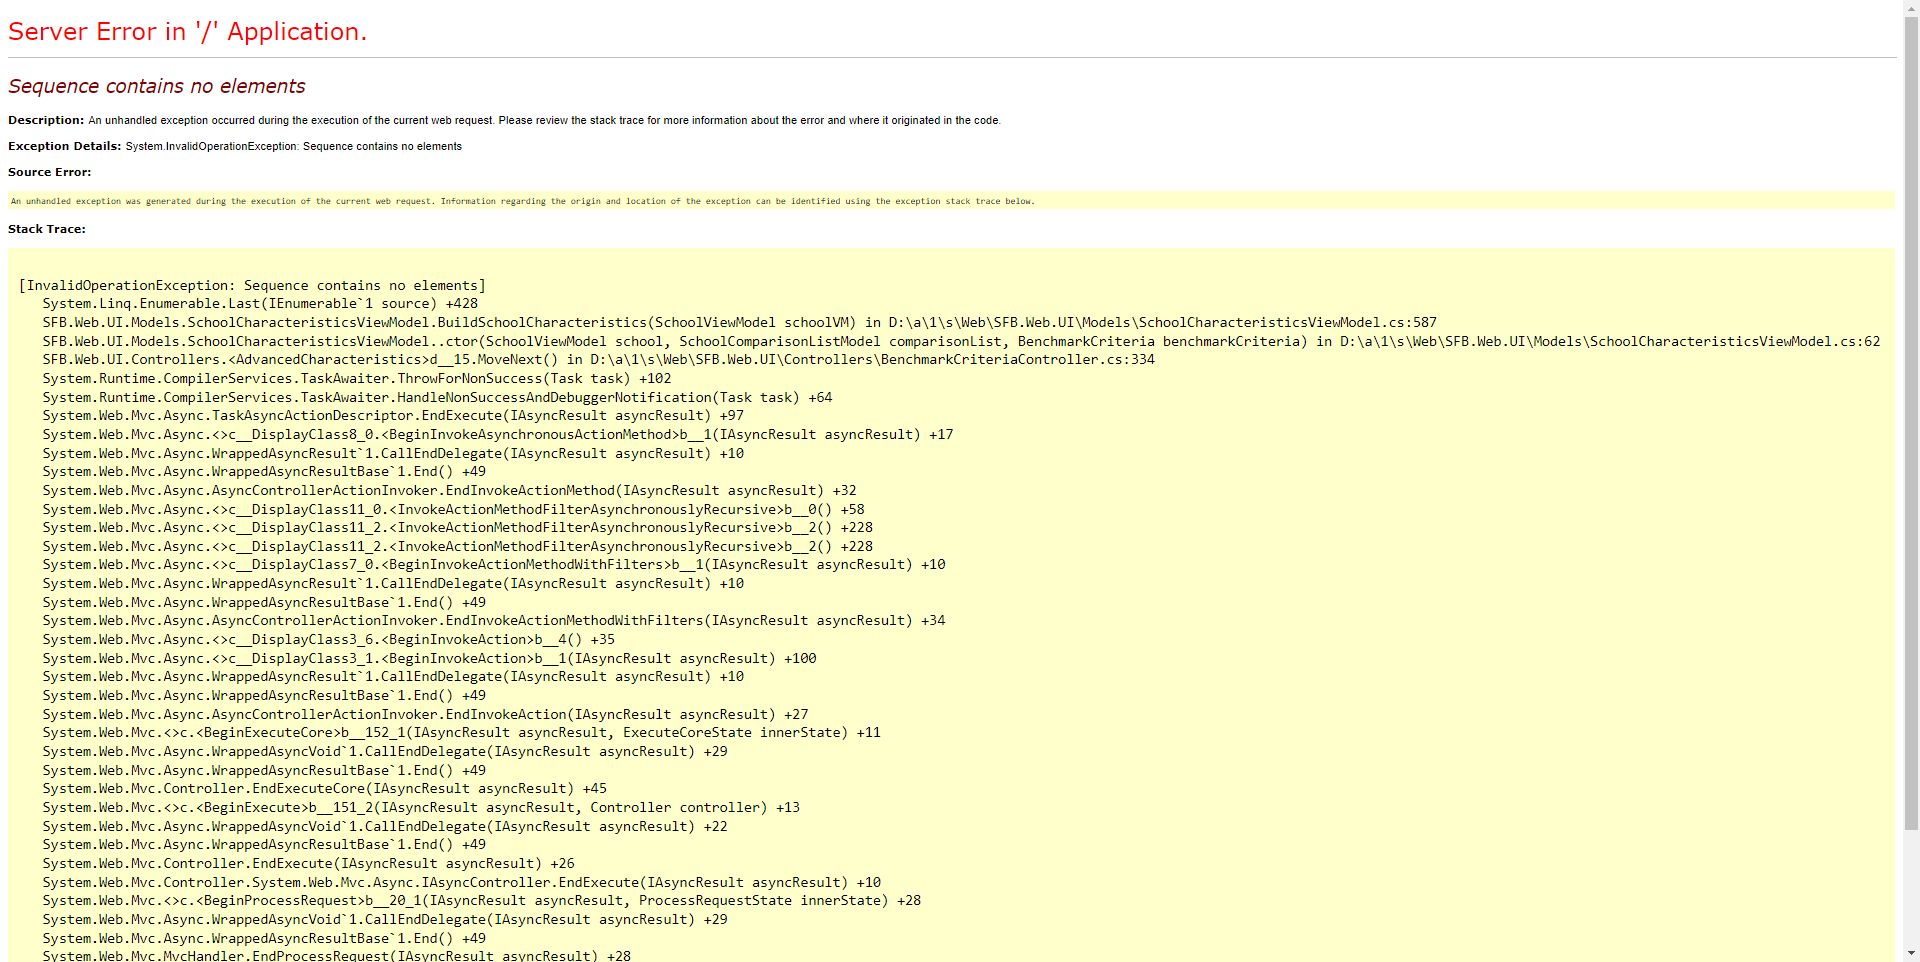 Server Error in '/' Application.
Sequence contains no elements
Description: An unhandled exception occurred during the execution of the current web request. Please review the stack trace for more information about the error and where it originated in the code.
Exception Details: System.InvalidOperationException: Sequence contains no elements
Source Error:
An unhandled exception was generated during the execution of the current web request. Information regarding the origin and location of the exception can be identified using the exception stack trace below.
Stack Trace:
[InvalidOperationException: Sequence contains no elements]
System.Linq.Enumerable.Last(IEnumerable`1 source) +428
SFB.Web.UI.Models.SchoolCharacteristicsViewModel.BuildSchoolCharacteristics(SchoolViewModel schoolVM) in D:\a\1\s\Web\SFB.Web.UI\Models\SchoolCharacteristicsViewModel.cs:587
SFB.Web.UI.Models.SchoolCharacteristicsViewModel..ctor(SchoolViewModel school, SchoolComparisonListModel comparisonList, BenchmarkCriteria benchmarkCriteria) in D:\a\1\s\Web\SFB.Web.UI\Models\SchoolCharacteristicsViewModel.cs:62
SFB.Web.UI.Controllers.<AdvancedCharacteristics>d__15.MoveNext() in D:\a\1\s\Web\SFB.Web.UI\Controllers\BenchmarkCriteriaController.cs:334
System.Runtime.CompilerServices.TaskAwaiter.ThrowForNonSuccess(Task task) +102
System.Runtime.CompilerServices.TaskAwaiter.HandleNonSuccessAndDebuggerNotification(Task task) +64
System.Web.Mvc.Async.TaskAsyncActionDescriptor.EndExecute(IAsyncResult asyncResult) +97
System.Web.Mvc.Async.<>c__DisplayClass8_0.<BeginInvokeAsynchronousActionMethod>b__1(IAsyncResult asyncResult) +17
System.Web.Mvc.Async.WrappedAsyncResult`1.CallEndDelegate(IAsyncResult asyncResult) +10
System.Web.Mvc.Async.WrappedAsyncResultBase`1.End() +49
System.Web.Mvc.Async.AsyncControllerActionInvoker.EndInvokeActionMethod(IAsyncResult asyncResult) +32
System.Web.Mvc.Async.<>c__DisplayClass11_0.<InvokeActionMethodFilterAsynchronouslyRecursive>b__0() +58
System.Web.Mvc.Async.<>c__DisplayClass11_2.<InvokeActionMethodFilterAsynchronouslyRecursive>b__2() +228
System.Web.Mvc.Async.<>c__DisplayClass11_2.<InvokeActionMethodFilterAsynchronouslyRecursive>b__2() +228
System.Web.Mvc.Async.<>c__DisplayClass7_0.<BeginInvokeActionMethodWithFilters>b__1(IAsyncResult asyncResult) +10
System.Web.Mvc.Async.WrappedAsyncResult`1.CallEndDelegate(IAsyncResult asyncResult) +10
System.Web.Mvc.Async.WrappedAsyncResultBase`1.End() +49
System.Web.Mvc.Async.AsyncControllerActionInvoker.EndInvokeActionMethodWithFilters(IAsyncResult asyncResult) +34
System.Web.Mvc.Async.<>c__DisplayClass3_6.<BeginInvokeAction>b__4() +35
System.Web.Mvc.Async.<>c__DisplayClass3_1.<BeginInvokeAction>b__1(IAsyncResult asyncResult) +100
System.Web.Mvc.Async.WrappedAsyncResult`1.CallEndDelegate(IAsyncResult asyncResult) +10
System.Web.Mvc.Async.WrappedAsyncResultBase`1.End() +49
System.Web.Mvc.Async.AsyncControllerActionInvoker.EndInvokeAction(IAsyncResult asyncResult) +27
System.Web.Mvc.<>c.<BeginExecuteCore>b__152_1(IAsyncResult asyncResult, ExecuteCoreState innerState) +11
System.Web.Mvc.Async.WrappedAsyncVoid`1.CallEndDelegate(IAsyncResult asyncResult) +29
System.Web.Mvc.Async.WrappedAsyncResultBase`1.End() +49
System.Web.Mvc.Controller.EndExecuteCore(IAsyncResult asyncResult) +45
System.Web.Mvc.<>c.<BeginExecute>b__151_2(IAsyncResult asyncResult, Controller controller) +13
System.Web.Mvc.Async.WrappedAsyncVoid`1.CallEndDelegate(IAsyncResult asyncResult) +22
System.Web.Mvc.Async.WrappedAsyncResultBase`1.End() +49
System.Web.Mvc.Controller.EndExecute(IAsyncResult asyncResult) +26
System.Web.Mvc.Controller.System.Web.Mvc.Async.IAsyncController.EndExecute(IAsyncResult asyncResult) +10
System.Web.Mvc.<>c.<BeginProcessRequest>b__20_1(IAsyncResult asyncResult, ProcessRequestState innerState) +28
System.Web.Mvc.Async.WrappedAsyncVoid`1.CallEndDelegate(IAsyncResult asyncResult) +29
System.Web.Mvc.Async.WrappedAsyncResultBase`1.End() +49
System.Web.Mvc.MvcHandler.EndProcessRequest(IAsyncResult asyncResult) +28